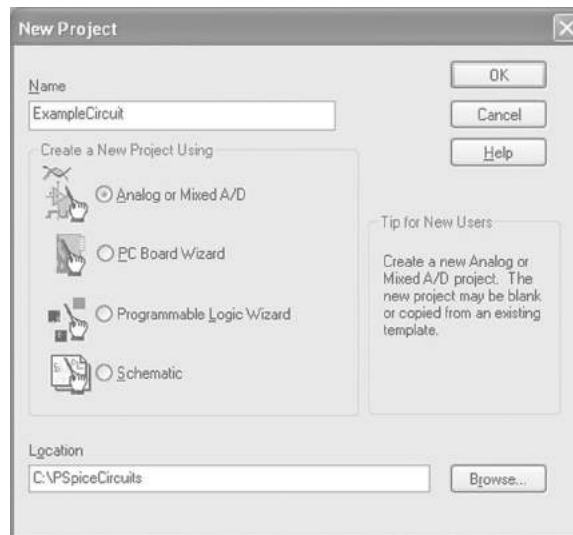 New Project
Name
ExampleCircuit
OK
Cancel
Help
Create a New Project Using
Analog or Mixed A/D
PC Board Wizard
Programmable Logic Wizard
Schematic
Tip for New Users
Create a new Analog or
Mixed A/D project. The
new project may be blank
or copied from an existing
template.
Location
C:\PSpiceCircuits
Browse...